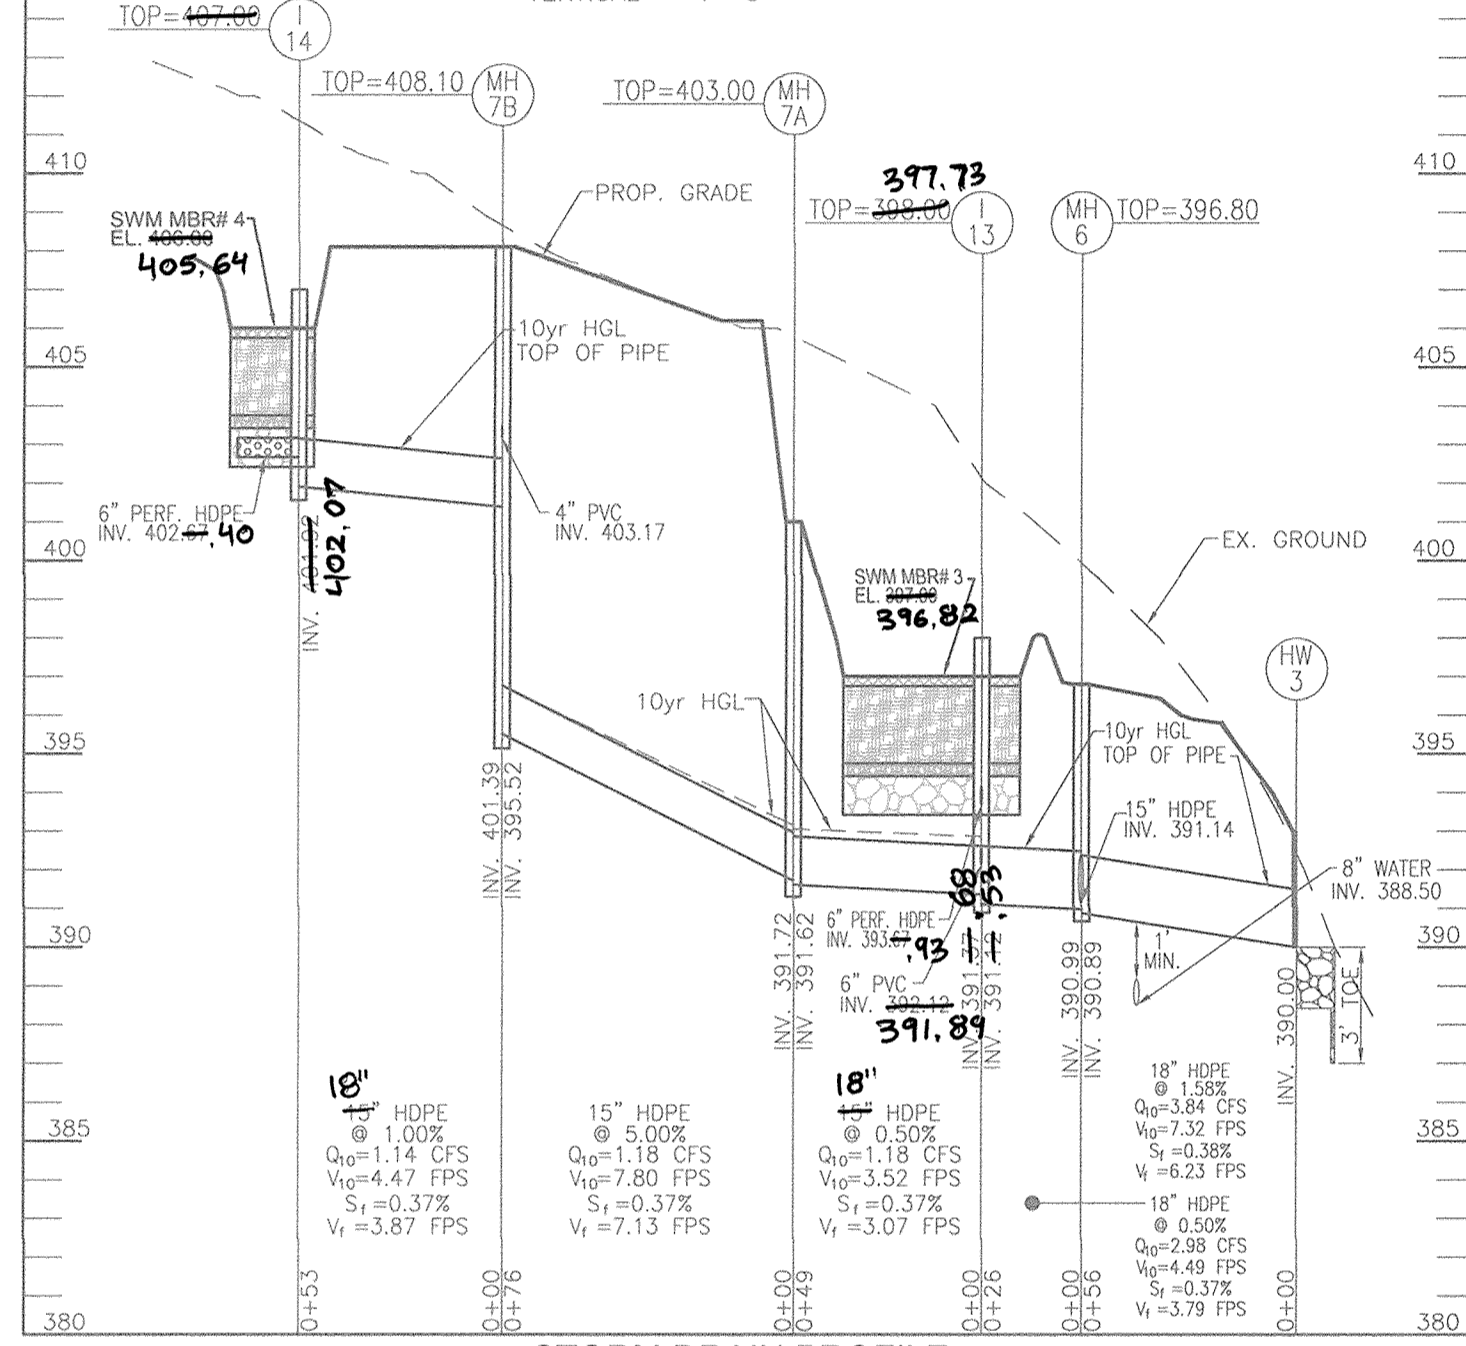 TOP=407.00
I
14
TOP=408.10
MH
7B
TOP=403.00
MH
7A
397.73
TOP=398.00
I
13
MH
6
TOP=396.80
410
410
PROP. GRADE
SWM MBR# 4
EL. 406.00
405.64
10yr HGL
TOP OF PIPE
405
405
6" PERF. HDPE
INV. 402.67
.40
4" PVC
INV. 403.17
INV. 401.92
402.07
400
400
EX. GROUND
SWM MBR# 3
EL. 397.00
396.82
HW
3
10yr HGL
395
395
10yr HGL
TOP OF PIPE
INV. 401.39
INV. 395.52
15" HDPE
INV. 391.14
8" WATER
INV. 388.50
6" PERF. HDPE
INV. 393.67
.93
.68
.53
390
390
1'
MIN.
INV. 391.72
INV. 391.62
6" PVC
INV. 392.12
391.89
INV. 391.37
INV. 391.12
INV. 390.99
INV. 390.89
INV. 390.00
3' TOE
18"
15" HDPE
@ 1.00%
Q10=1.14 CFS
V10=4.47 FPS
Sf=0.37%
Vf=3.87 FPS
15" HDPE
@ 5.00%
Q10=1.18 CFS
V10=7.80 FPS
Sf=0.37%
Vf=7.13 FPS
18"
15" HDPE
@ 0.50%
Q10=1.18 CFS
V10=3.52 FPS
Sf=0.37%
Vf=3.07 FPS
18" HDPE
@ 1.58%
Q10=3.84 CFS
V10=7.32 FPS
Sf=0.38%
Vf=6.23 FPS
18" HDPE
@ 0.50%
Q10=2.98 CFS
V10=4.49 FPS
Sf=0.37%
Vf=3.79 FPS
385
385
0+53
0+00
0+76
0+00
0+49
0+00
0+26
0+00
0+56
0+00
380
380